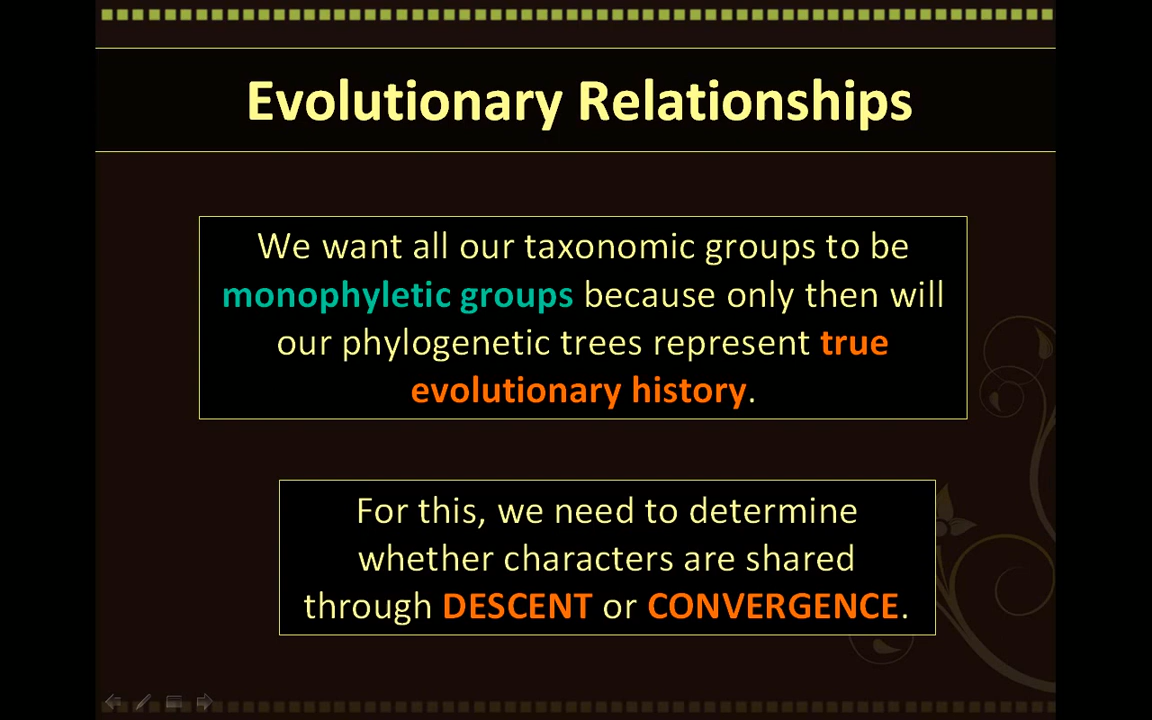 Evolutionary Relationships
We want all our taxonomic groups to be
monophyletic groups because only then will
our phylogenetic trees represent true
evolutionary history.
For this, we need to determine
whether characters are shared
through DESCENT or CONVERGENCE.